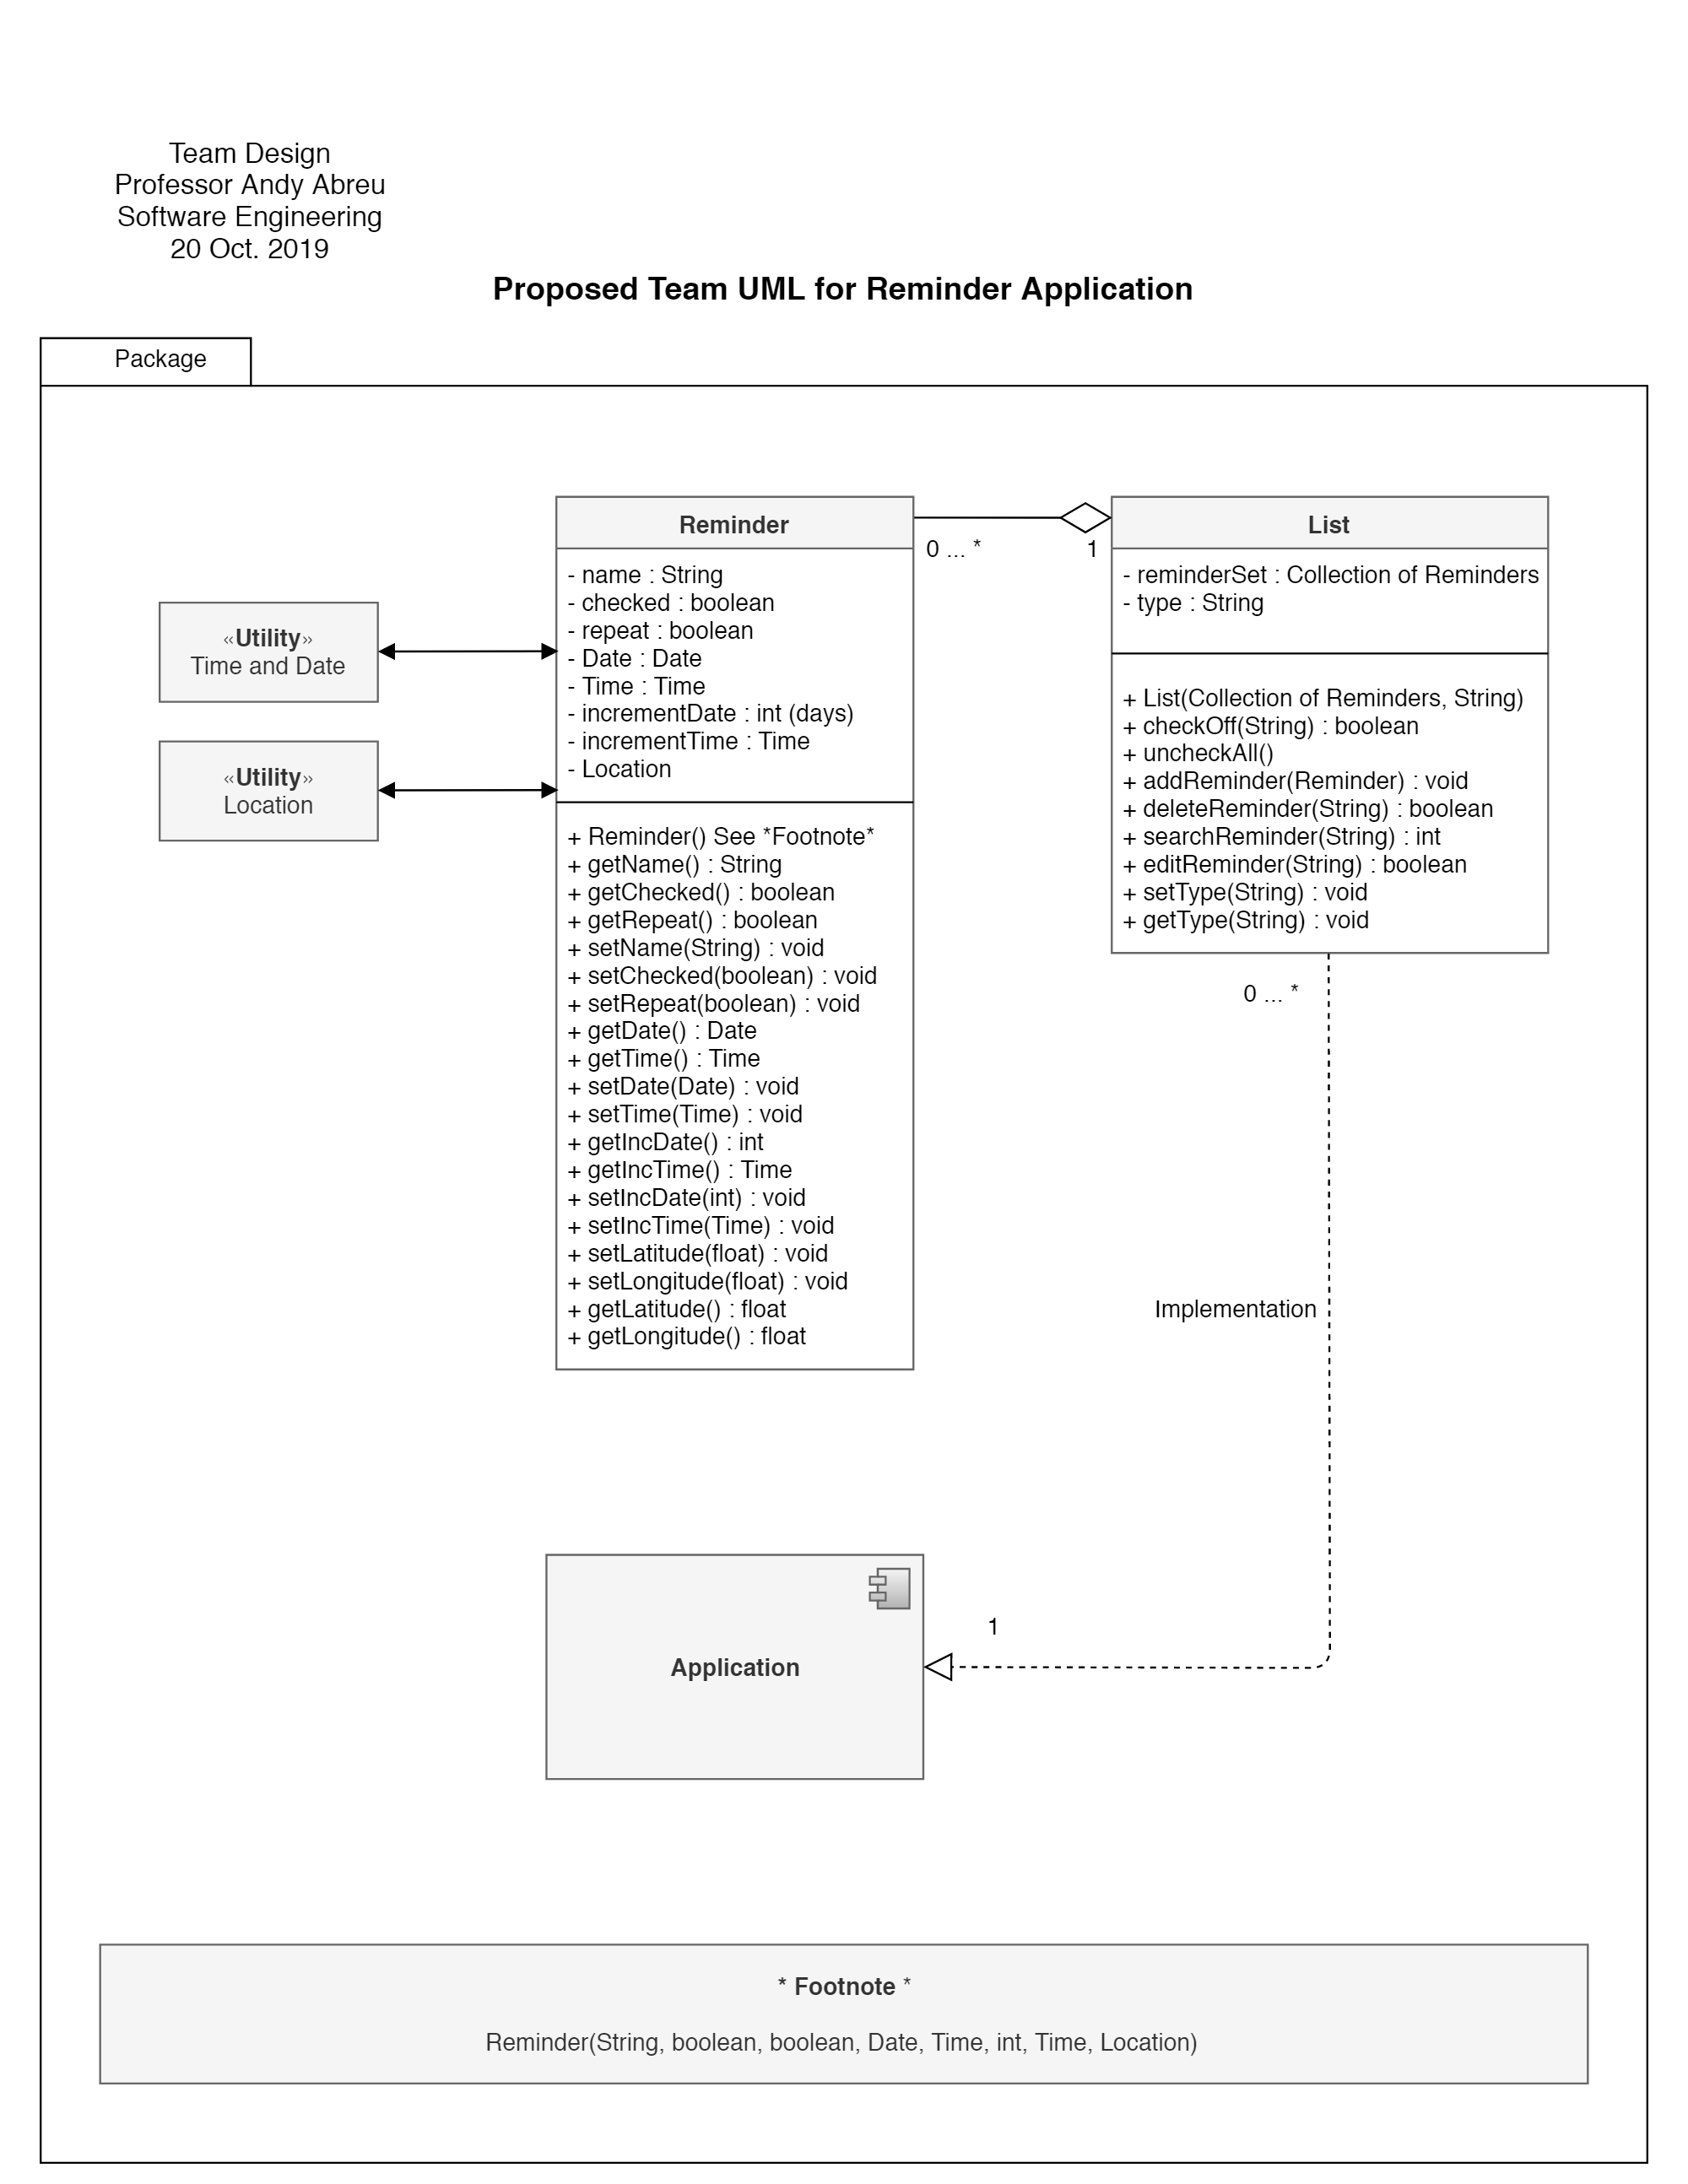 Team Design
Professor Andy Abreu
Software Engineering
20 Oct. 2019
Proposed Team UML for Reminder Application
Package
«Utility»
Time and Date
«Utility»
Location
Reminder
- name : String
- checked : boolean
- repeat : boolean
- Date : Date
- Time : Time
- incrementDate : int (days)
- incrementTime : Time
- Location
+ Reminder() See *Footnote*
+ getName() : String
+ getChecked() : boolean
+ getRepeat() : boolean
+ setName(String) : void
+ setChecked(boolean) : void
+ setRepeat(boolean) : void
+ getDate() : Date
+ getTime() : Time
+ setDate(Date) : void
+ setTime(Time) : void
+ getIncDate() : int
+ getIncTime() : Time
+ setIncDate(int) : void
+ setIncTime(Time) : void
+ setLatitude(float) : void
+ setLongitude(float) : void
+ getLatitude() : float
+ getLongitude() : float
0 ... *
1
List
- reminderSet : Collection of Reminders
- type : String
+ List(Collection of Reminders, String)
+ checkOff(String) : boolean
+ uncheckAll()
+ addReminder(Reminder) : void
+ deleteReminder(String) : boolean
+ searchReminder(String) : int
+ editReminder(String) : boolean
+ setType(String) : void
+ getType(String) : void
0 ... *
Implementation
1
Application
* Footnote *
Reminder(String, boolean, boolean, Date, Time, int, Time, Location)